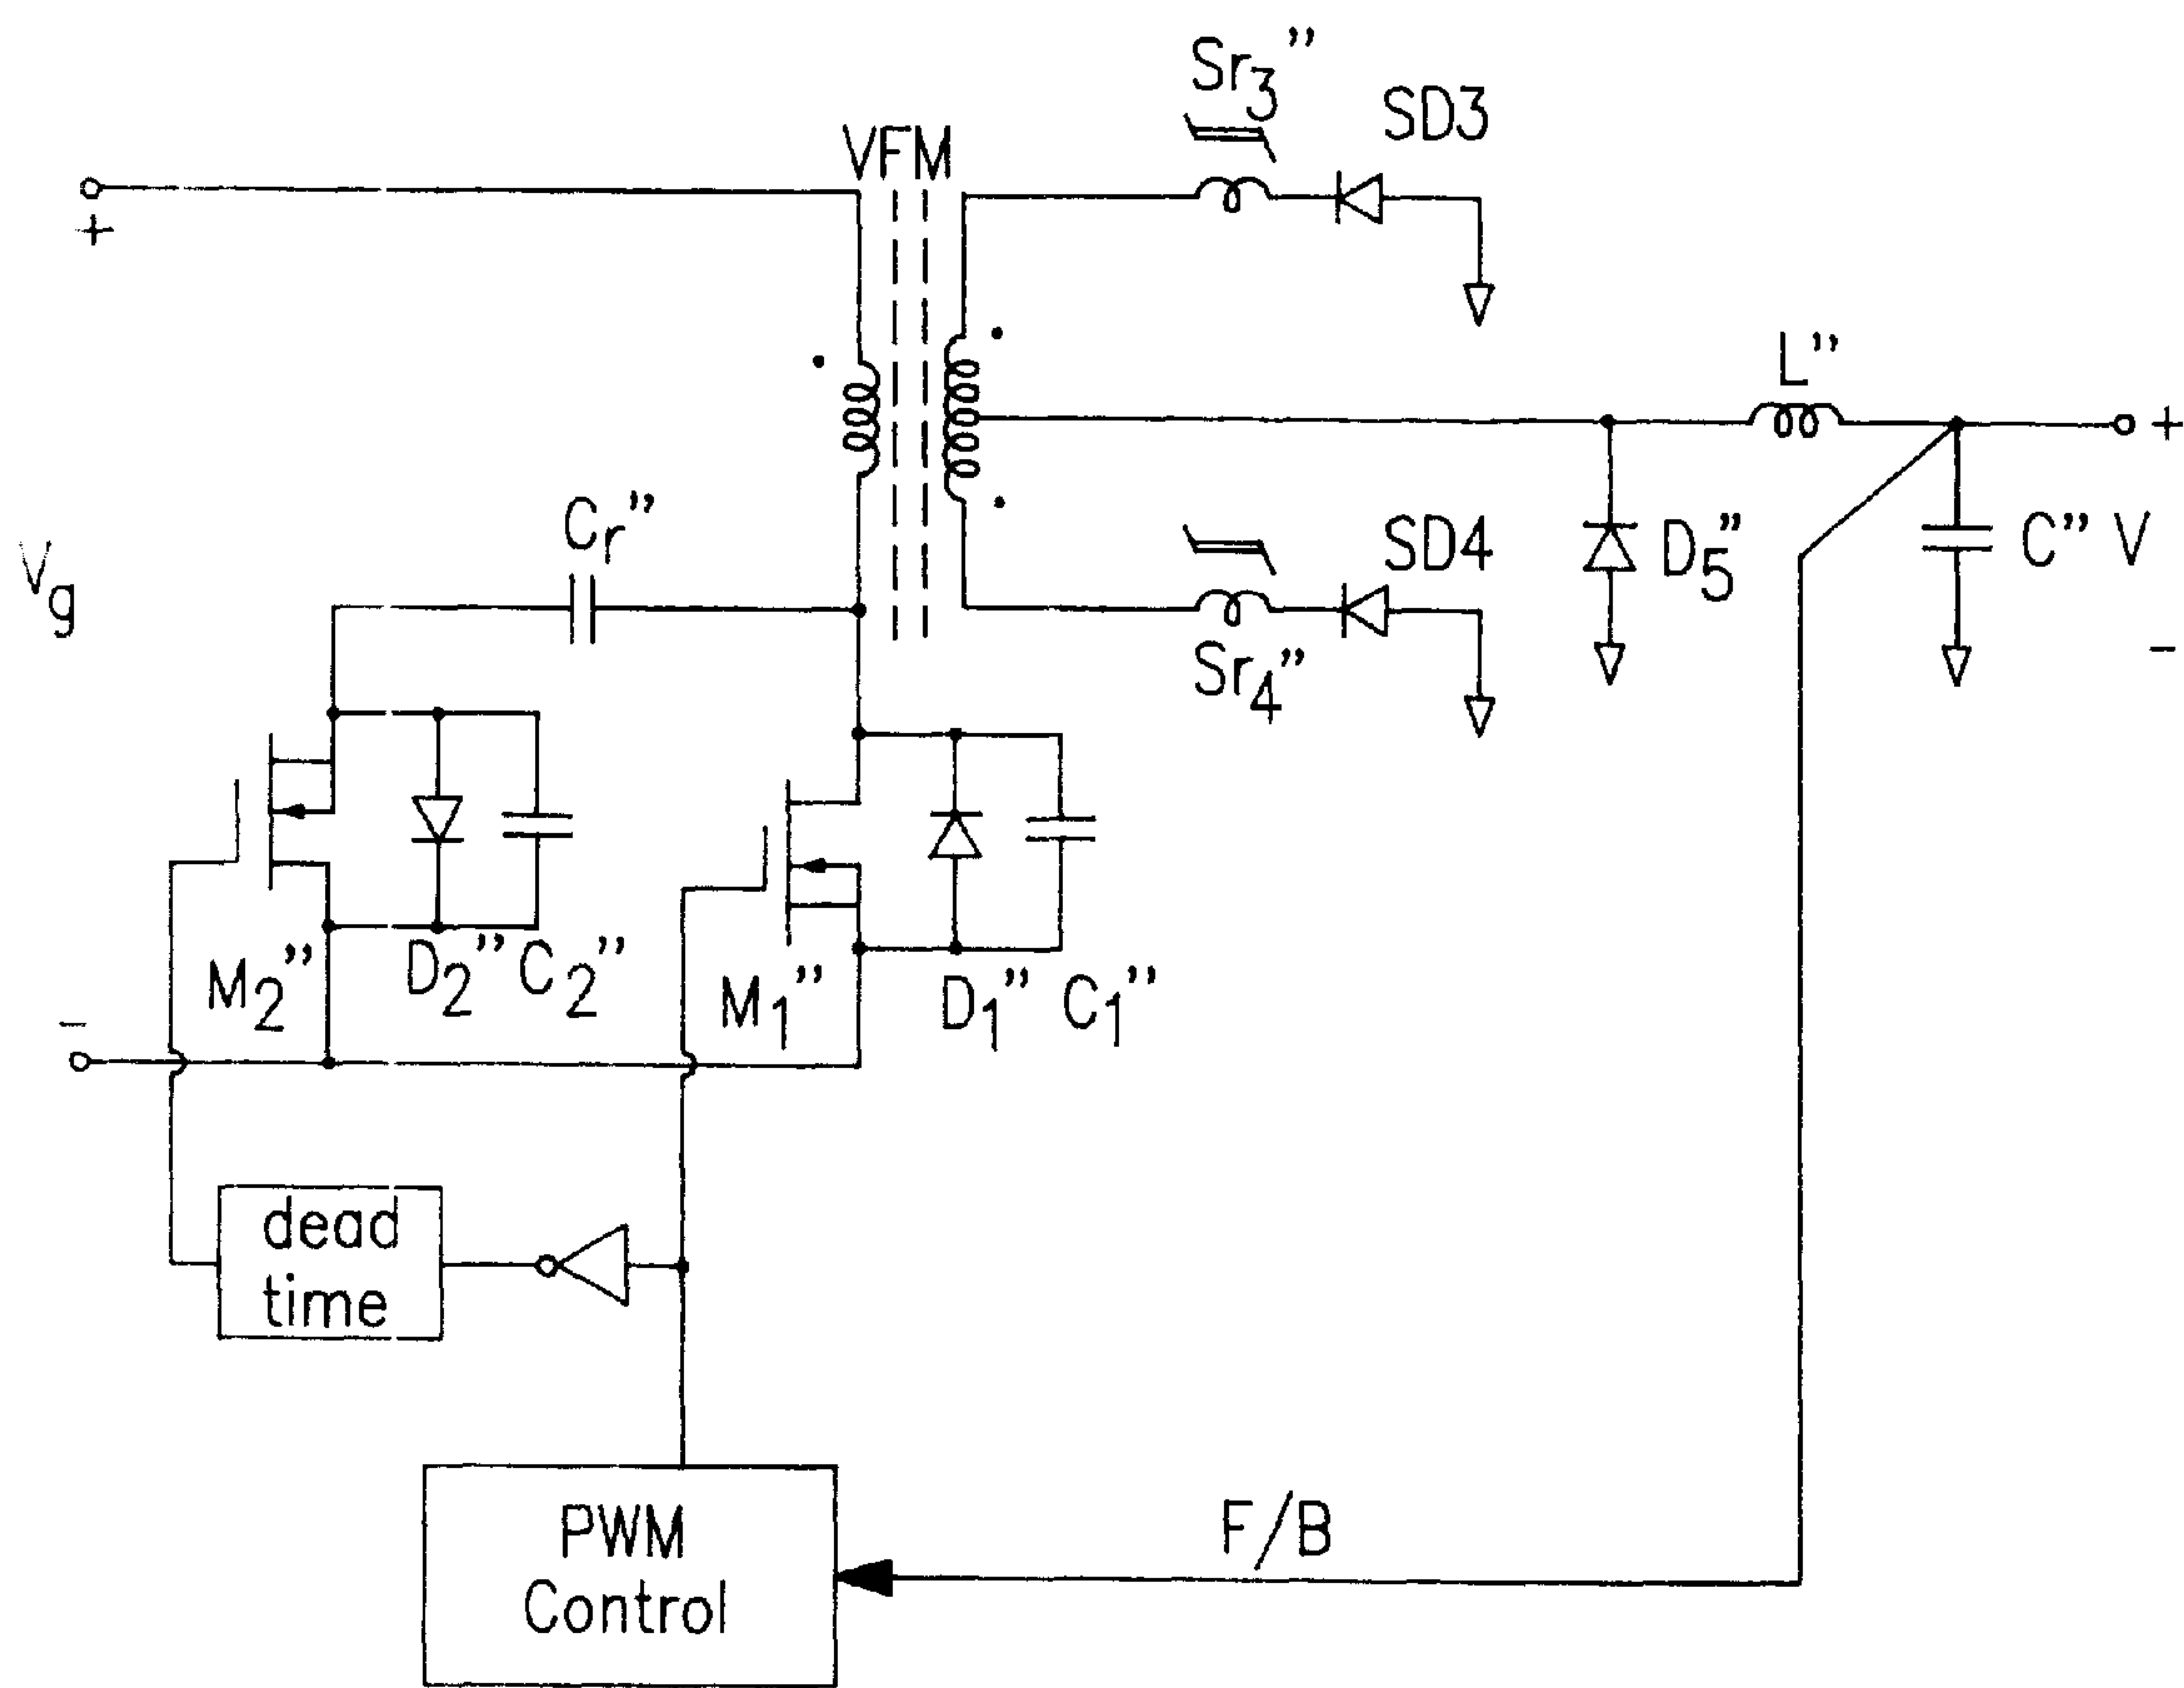 Sr3”
SD3
VFM
+
L”
+
Cr”
SD4
D5”
C”
V
Vg
Sr4”
-
M2”
D2”
C2”
M1”
D1”
C1”
-
dead
time
PWM
Control
F/B